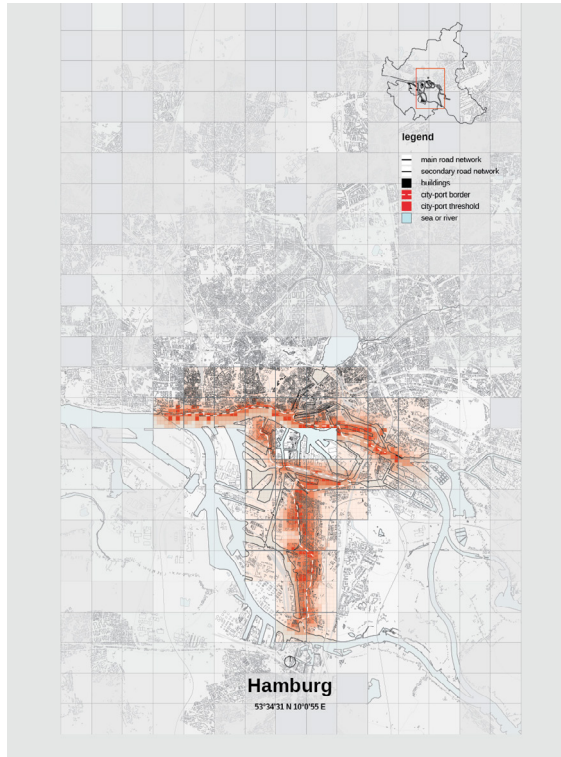 legend
main road network
secondary road network
buildings
city-port border
city-port threshold
sea or river
Hamburg
53°34'31 N 10°0'55 E